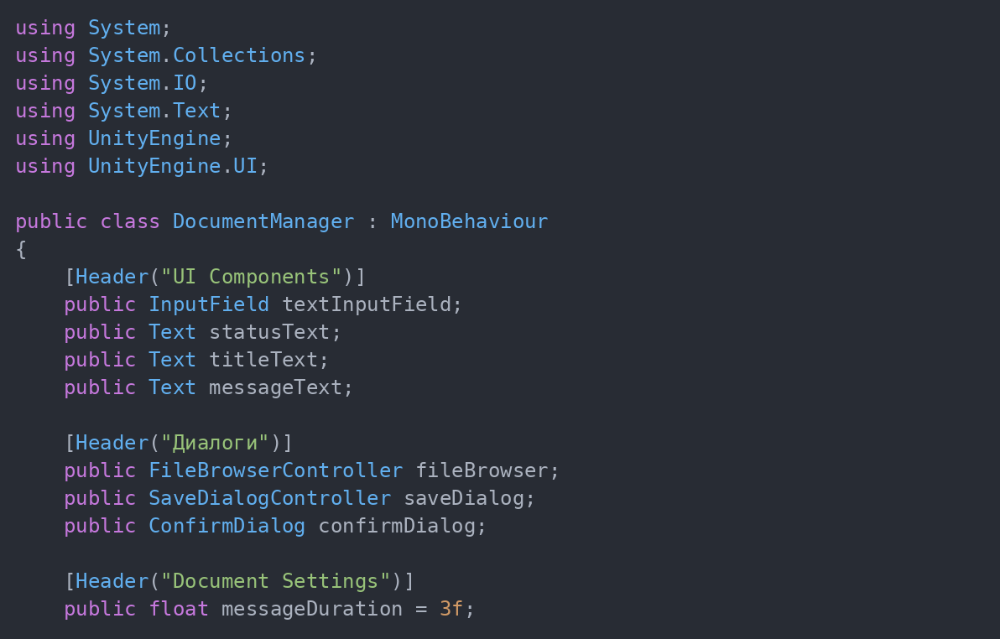 using System;
using System.Collections;
using System.IO;
using System.Text;
using UnityEngine;
using UnityEngine.UI;

public class DocumentManager : MonoBehaviour
{
    [Header("UI Components")]
    public InputField textInputField;
    public Text statusText;
    public Text titleText;
    public Text messageText;

    [Header("Диалоги")]
    public FileBrowserController fileBrowser;
    public SaveDialogController saveDialog;
    public ConfirmDialog confirmDialog;

    [Header("Document Settings")]
    public float messageDuration = 3f;